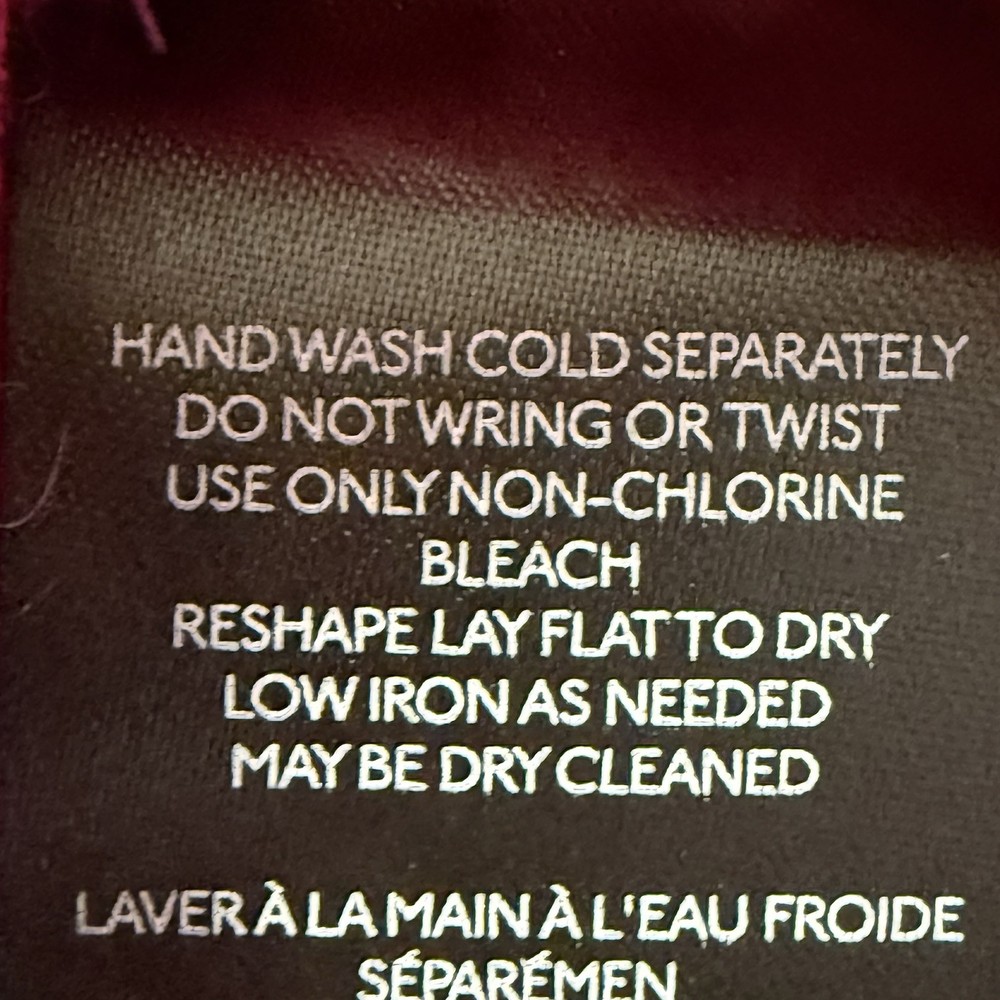 HAND WASH COLD SEPARATELY
DO NOT WRING OR TWIST
USE ONLY NON-CHLORINE
BLEACH
RESHAPE LAY FLAT TO DRY
LOW IRON AS NEEDED
MAY BE DRY CLEANED
LAVER À LA MAIN À L'EAU FROIDE
SÉPARÉMEN